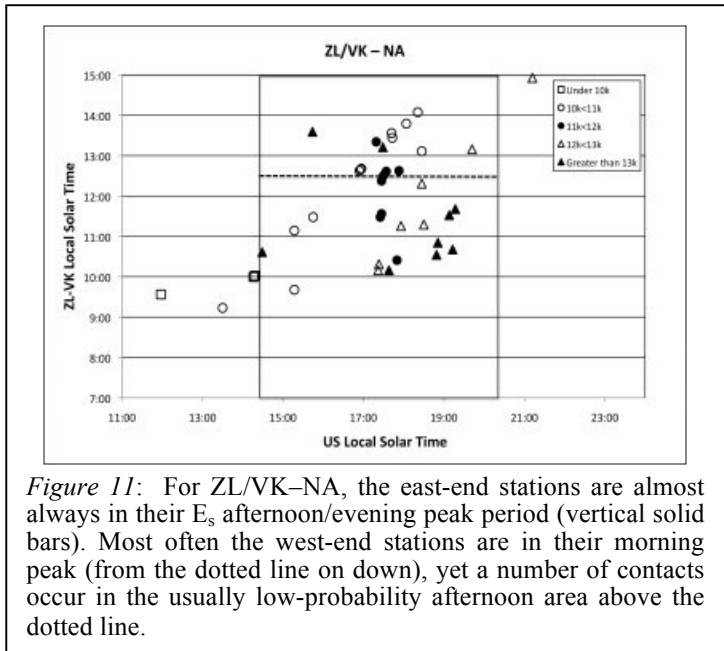 ZL/VK – NA
15:00
14:00
13:00
12:00
11:00
10:00
9:00
8:00
7:00
ZL-VK Local Solar Time
□Under 10k
○10k<11k
●11k<12k
△12k<13k
▲Greater than 13k
11:00 13:00 15:00 17:00 19:00 21:00 23:00
US Local Solar Time
Figure 11: For ZL/VK–NA, the east-end stations are almost
always in their Es afternoon/evening peak period (vertical solid
bars). Most often the west-end stations are in their morning
peak (from the dotted line on down), yet a number of contacts
occur in the usually low-probability afternoon area above the
dotted line.